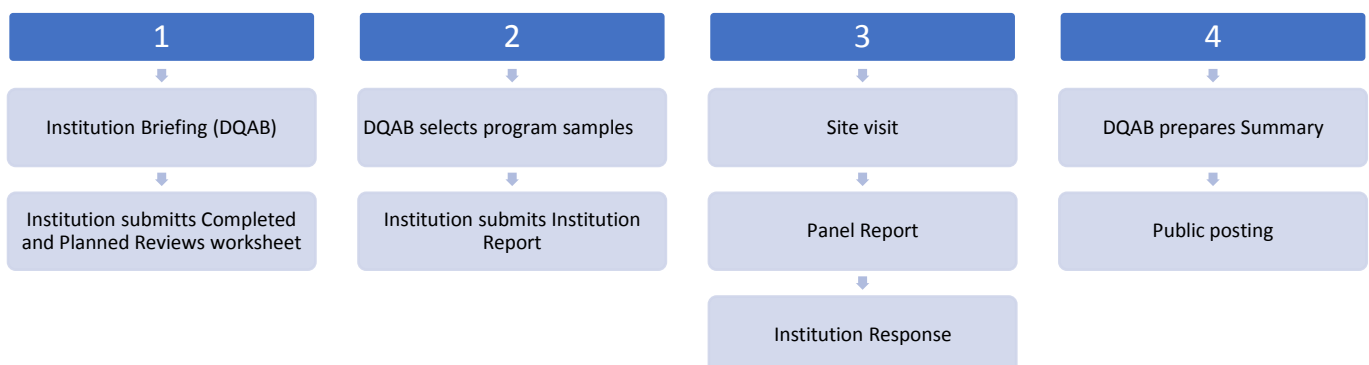 1
Institution Briefing (DQAB)
Institution submitts Completed
and Planned Reviews worksheet
2
DQAB selects program samples
Institution submits Institution
Report
3
Site visit
Panel Report
Institution Response
4
DQAB prepares Summary
Public posting